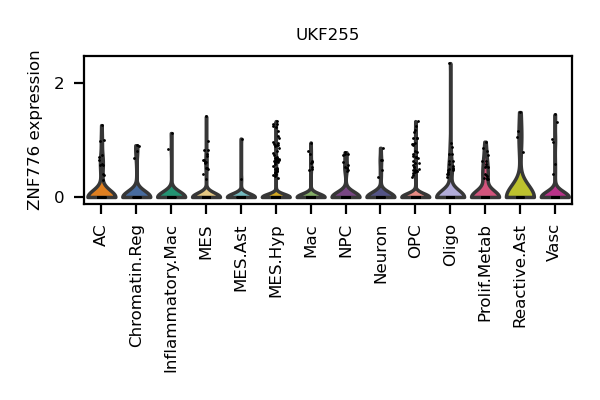 UKF255
ZNF776 expression
2
0
AC
Chromatin.Reg
Inflammatory.Mac
MES
MES.Ast
MES.Hyp
Mac
NPC
Neuron
OPC
Oligo
Prolif.Metab
Reactive.Ast
Vasc